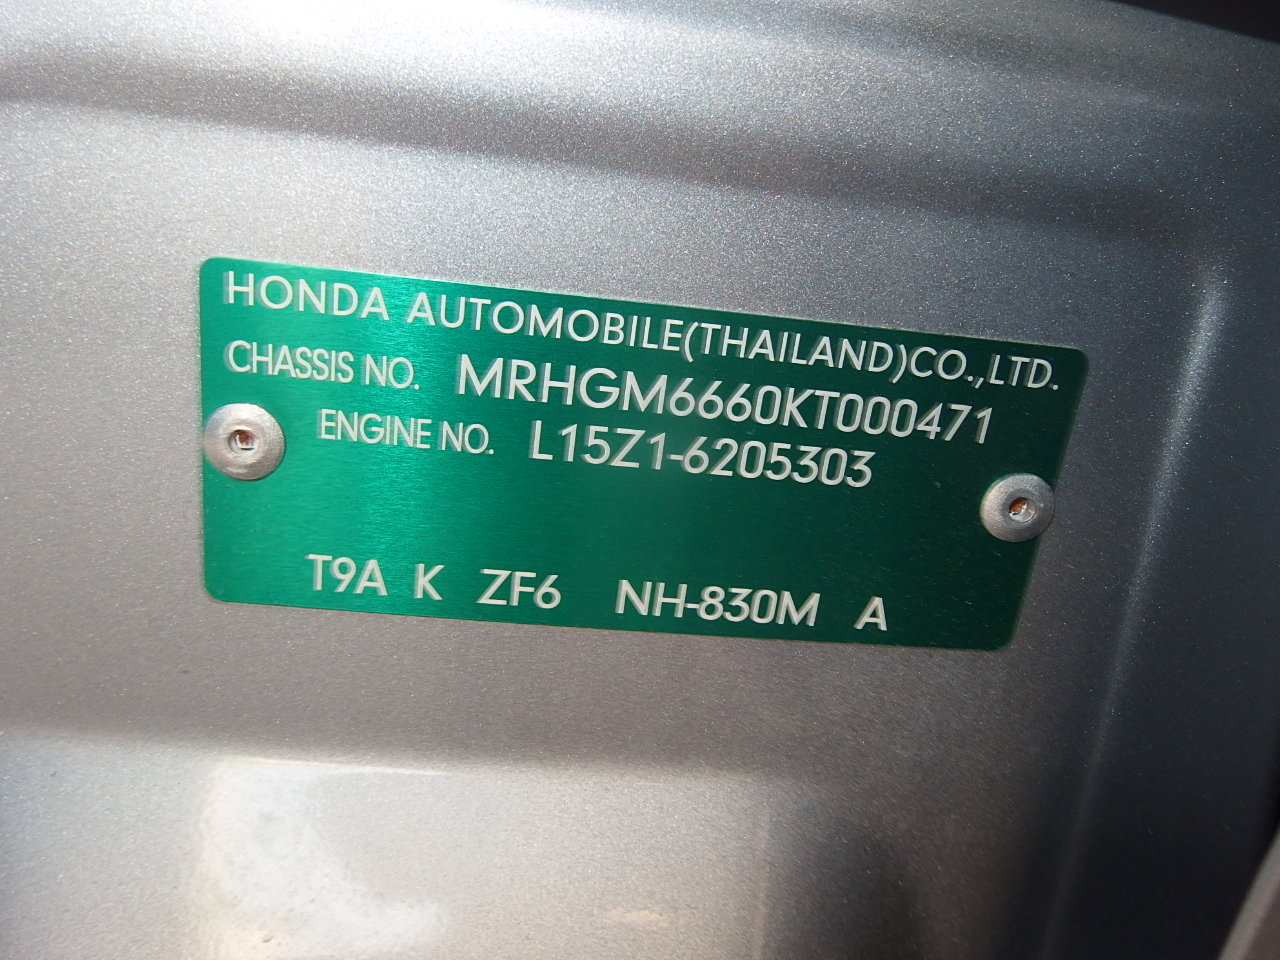 HONDA AUTOMOBILE(THAILAND)CO.,LTD.
CHASSIS NO. MRHGM6660KT000471
ENGINE NO. L15Z1-6205303
T9A K ZF6 NH-830M A